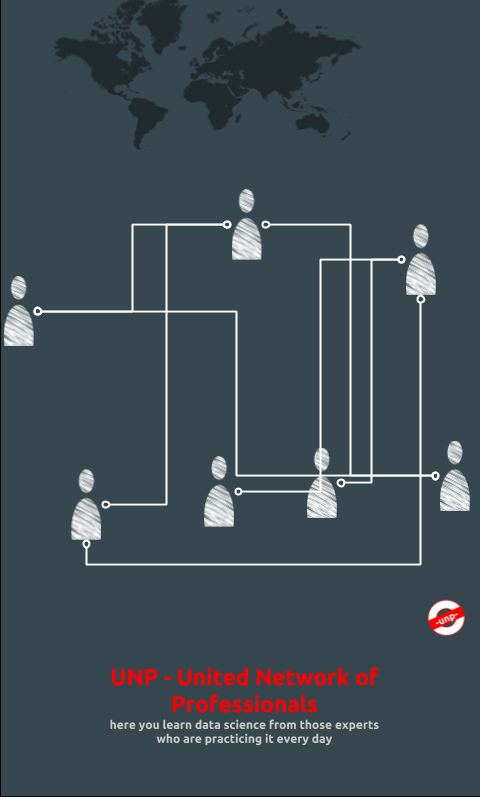 -unp-
UNP - United Network of
Professionals
here you learn data science from those experts
who are practicing it every day